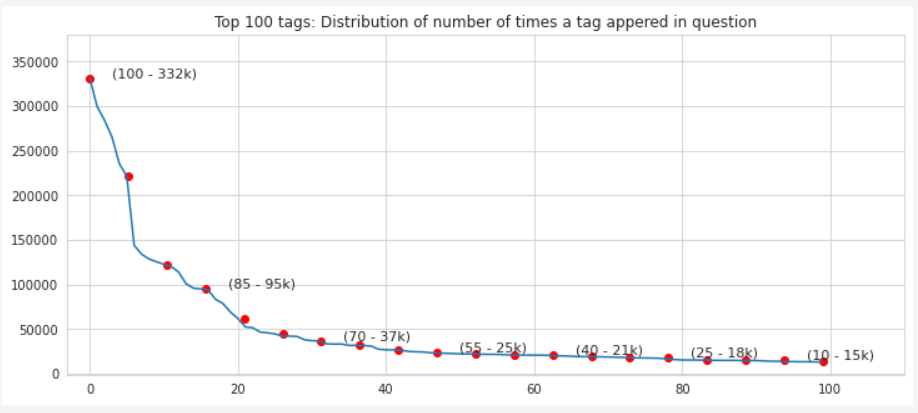 Top 100 tags: Distribution of number of times a tag appered in question
350000
300000
250000
200000
150000
100000
50000
0
(100 - 332k)
(85 - 95k)
(70 - 37k)
(55 - 25k)
(40 - 21k)
(25 - 18k)
(10 - 15k)
0 20 40 60 80 100